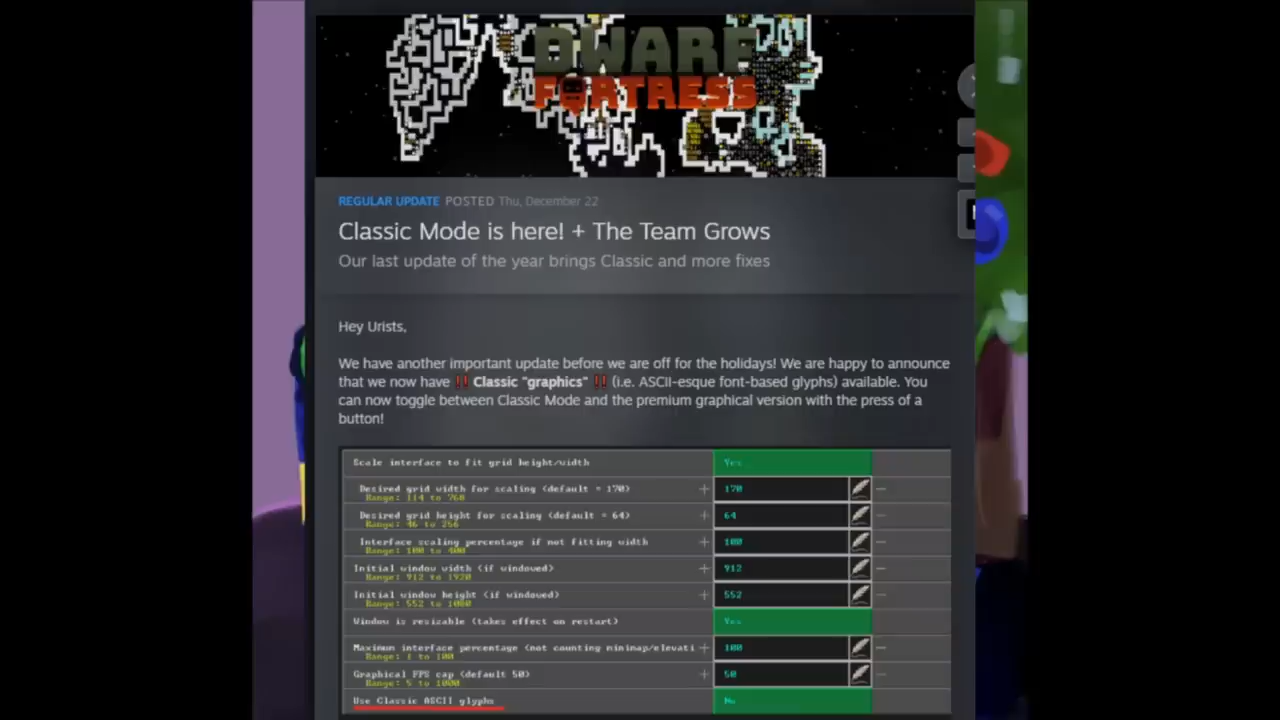 DWARF
FORTRESS
REGULAR UPDATE POSTED Thu, December 22
Classic Mode is here! + The Team Grows
Our last update of the year brings Classic and more fixes
Hey Urists,
We have another important update before we are off for the holidays! We are happy to announce
that we now have ‼ Classic "graphics" ‼ (i.e. ASCII-esque font-based glyphs) available. You
can now toggle between Classic Mode and the premium graphical version with the press of a
button!
Scale interface to fit grid height/width Yes
Desired grid width for scaling (default = 170) + 170 −
Range: 114 to 760
Desired grid height for scaling (default = 64) + 64 −
Range: 46 to 256
Interface scaling percentage if not fitting width + 100 −
Range: 100 to 400
Initial window width (if windowed) + 912 −
Range: 912 to 1920
Initial window height (if windowed) + 552 −
Range: 552 to 1080
Window is resizable (takes effect on restart) Yes
Maximum interface percentage (not counting minimap/elevati + 100 −
Range: 1 to 100
Graphical FPS cap (default 50) + 50 −
Range: 5 to 1000
Use Classic ASCII glyphs No